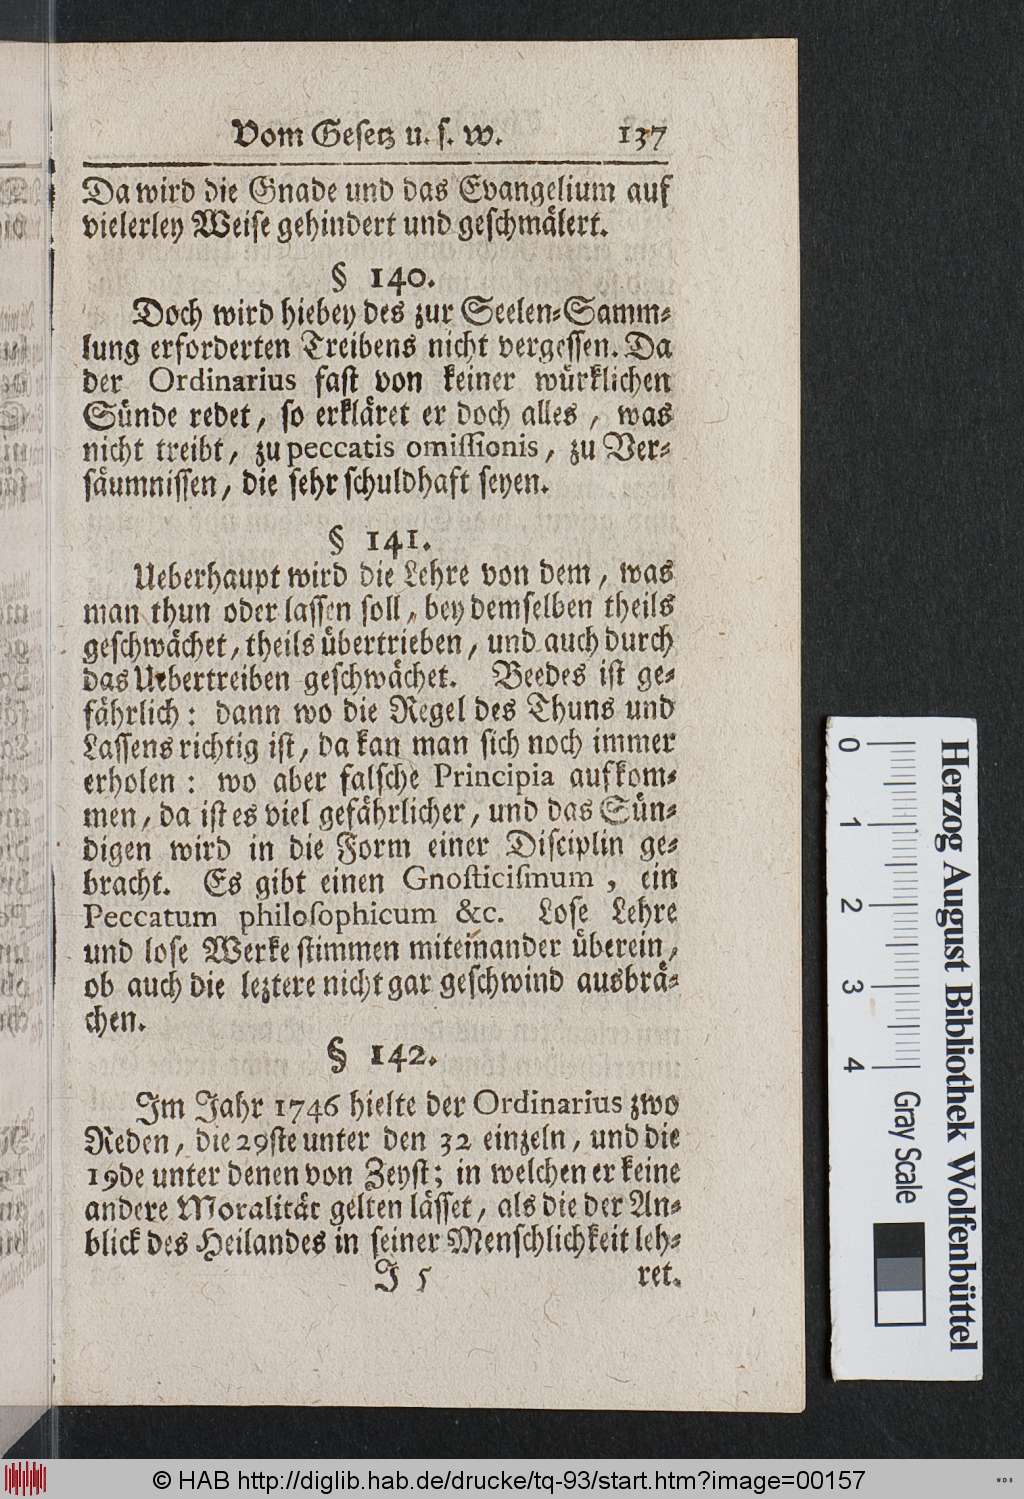 Vom Gesetz u. s. w. 137
Da wird die Gnade und das Evangelium auf
vielerley Weise gehindert und geschmälert.
§ 140.
Doch wird hiebey des zur Seelen-Samm-
lung erforderten Treibens nicht vergessen. Da
der Ordinarius fast von keiner würklichen
Sünde redet, so erkläret er doch alles, was
nicht treibt, zu peccatis omissionis, zu Ver-
säumnissen, die sehr schuldhaft seyen.
§ 141.
Ueberhaupt wird die Lehre von dem, was
man thun oder lassen soll, bey demselben theils
geschwächet, theils übertrieben, und auch durch
das Uebertreiben geschwächet. Beedes ist ge-
fährlich: dann wo die Regel des Thuns und
Lassens richtig ist, da kan man sich noch immer
erholen: wo aber falsche Principia aufkom-
men, da ist es viel gefährlicher, und das Sün-
digen wird in die Form einer Disciplin ge-
bracht. Es gibt einen Gnosticismum, ein
Peccatum philosophicum &c. Lose Lehre
und lose Werke stimmen miteinander überein,
ob auch die leztere nicht gar geschwind ausbrä-
chen.
§ 142.
Im Jahr 1746 hielte der Ordinarius zwo
Reden, die 29ste unter den 32 einzeln, und die
19de unter denen von Zeyst; in welchen er keine
andere Moralität gelten lässet, als die der An-
blick des Heilandes in seiner Menschlichkeit leh-
J 5 ret.
0 1 2 3 4
Gray Scale
Herzog August Bibliothek Wolfenbüttel
© HAB http://diglib.hab.de/drucke/tq-93/start.htm?image=00157